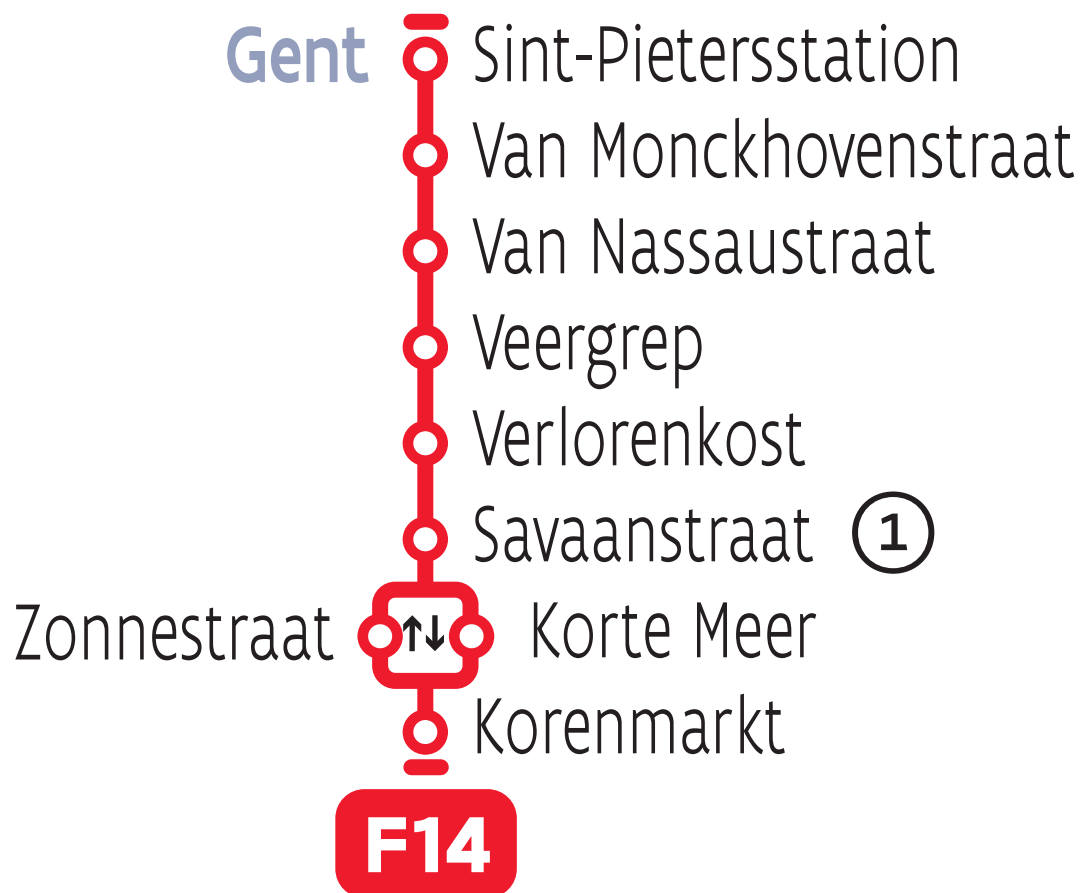 Gent Sint-Pietersstation
Van Monckhovenstraat
Van Nassaustraat
Veergrep
Verlorenkost
Savaanstraat 1
Zonnestraat ↑↓ Korte Meer
Korenmarkt
F14